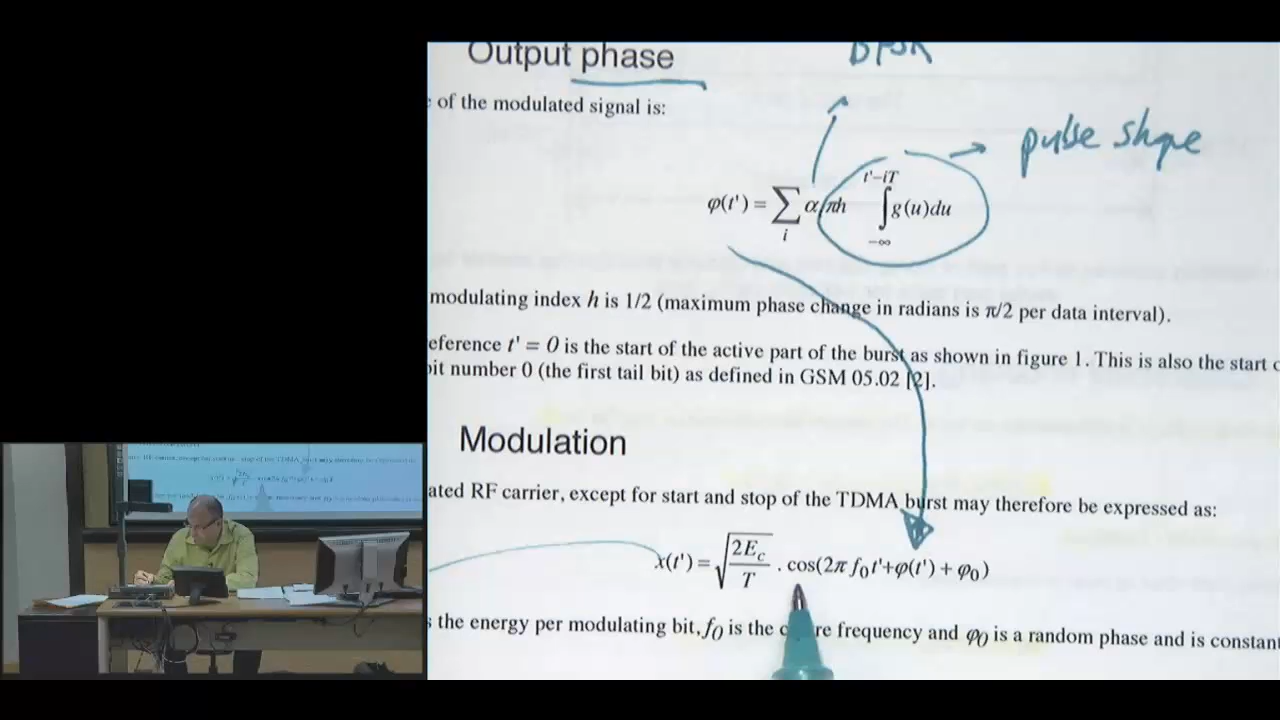 Output phase
of the modulated signal is:
pulse shape
φ(t') = ∑ᵢ αᵢπh ∫₋∞^(t'-iT) g(u)du
modulating index h is 1/2 (maximum phase change in radians is π/2 per data interval).
eference t' = 0 is the start of the active part of the burst as shown in figure 1. This is also the start
bit number 0 (the first tail bit) as defined in GSM 05.02 [2].
Modulation
ated RF carrier, except for start and stop of the TDMA burst may therefore be expressed as:
x(t') = √(2E_c/T) . cos(2π f₀t'+φ(t') + φ₀)
the energy per modulating bit, f₀ is the frequency and φ₀ is a random phase and is constant